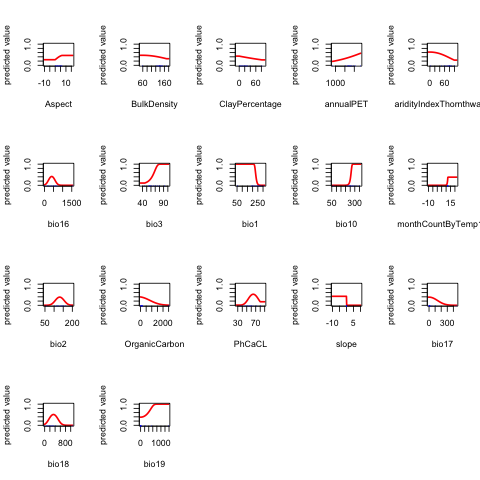 predicted value 0.0 1.0 -10 10 Aspect
predicted value 0.0 1.0 60 160 BulkDensity
predicted value 0.0 1.0 0 60 ClayPercentage
predicted value 0.0 1.0 1000 annualPET
predicted value 0.0 1.0 0 60 aridityIndexThornthwa
predicted value 0.0 1.0 0 1500 bio16
predicted value 0.0 1.0 40 90 bio3
predicted value 0.0 1.0 50 250 bio1
predicted value 0.0 1.0 50 300 bio10
predicted value 0.0 1.0 -10 15 monthCountByTemp1
predicted value 0.0 1.0 50 200 bio2
predicted value 0.0 1.0 0 2000 OrganicCarbon
predicted value 0.0 1.0 30 70 PhCaCL
predicted value 0.0 1.0 -10 5 slope
predicted value 0.0 1.0 0 300 bio17
predicted value 0.0 1.0 0 800 bio18
predicted value 0.0 1.0 0 1000 bio19